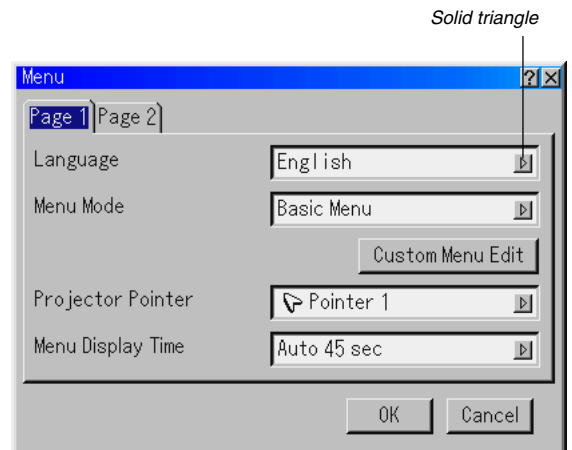 Solid triangle
Menu ? ×
Page 1 Page 2
Language English
Menu Mode Basic Menu
Custom Menu Edit
Projector Pointer Pointer 1
Menu Display Time Auto 45 sec
OK Cancel